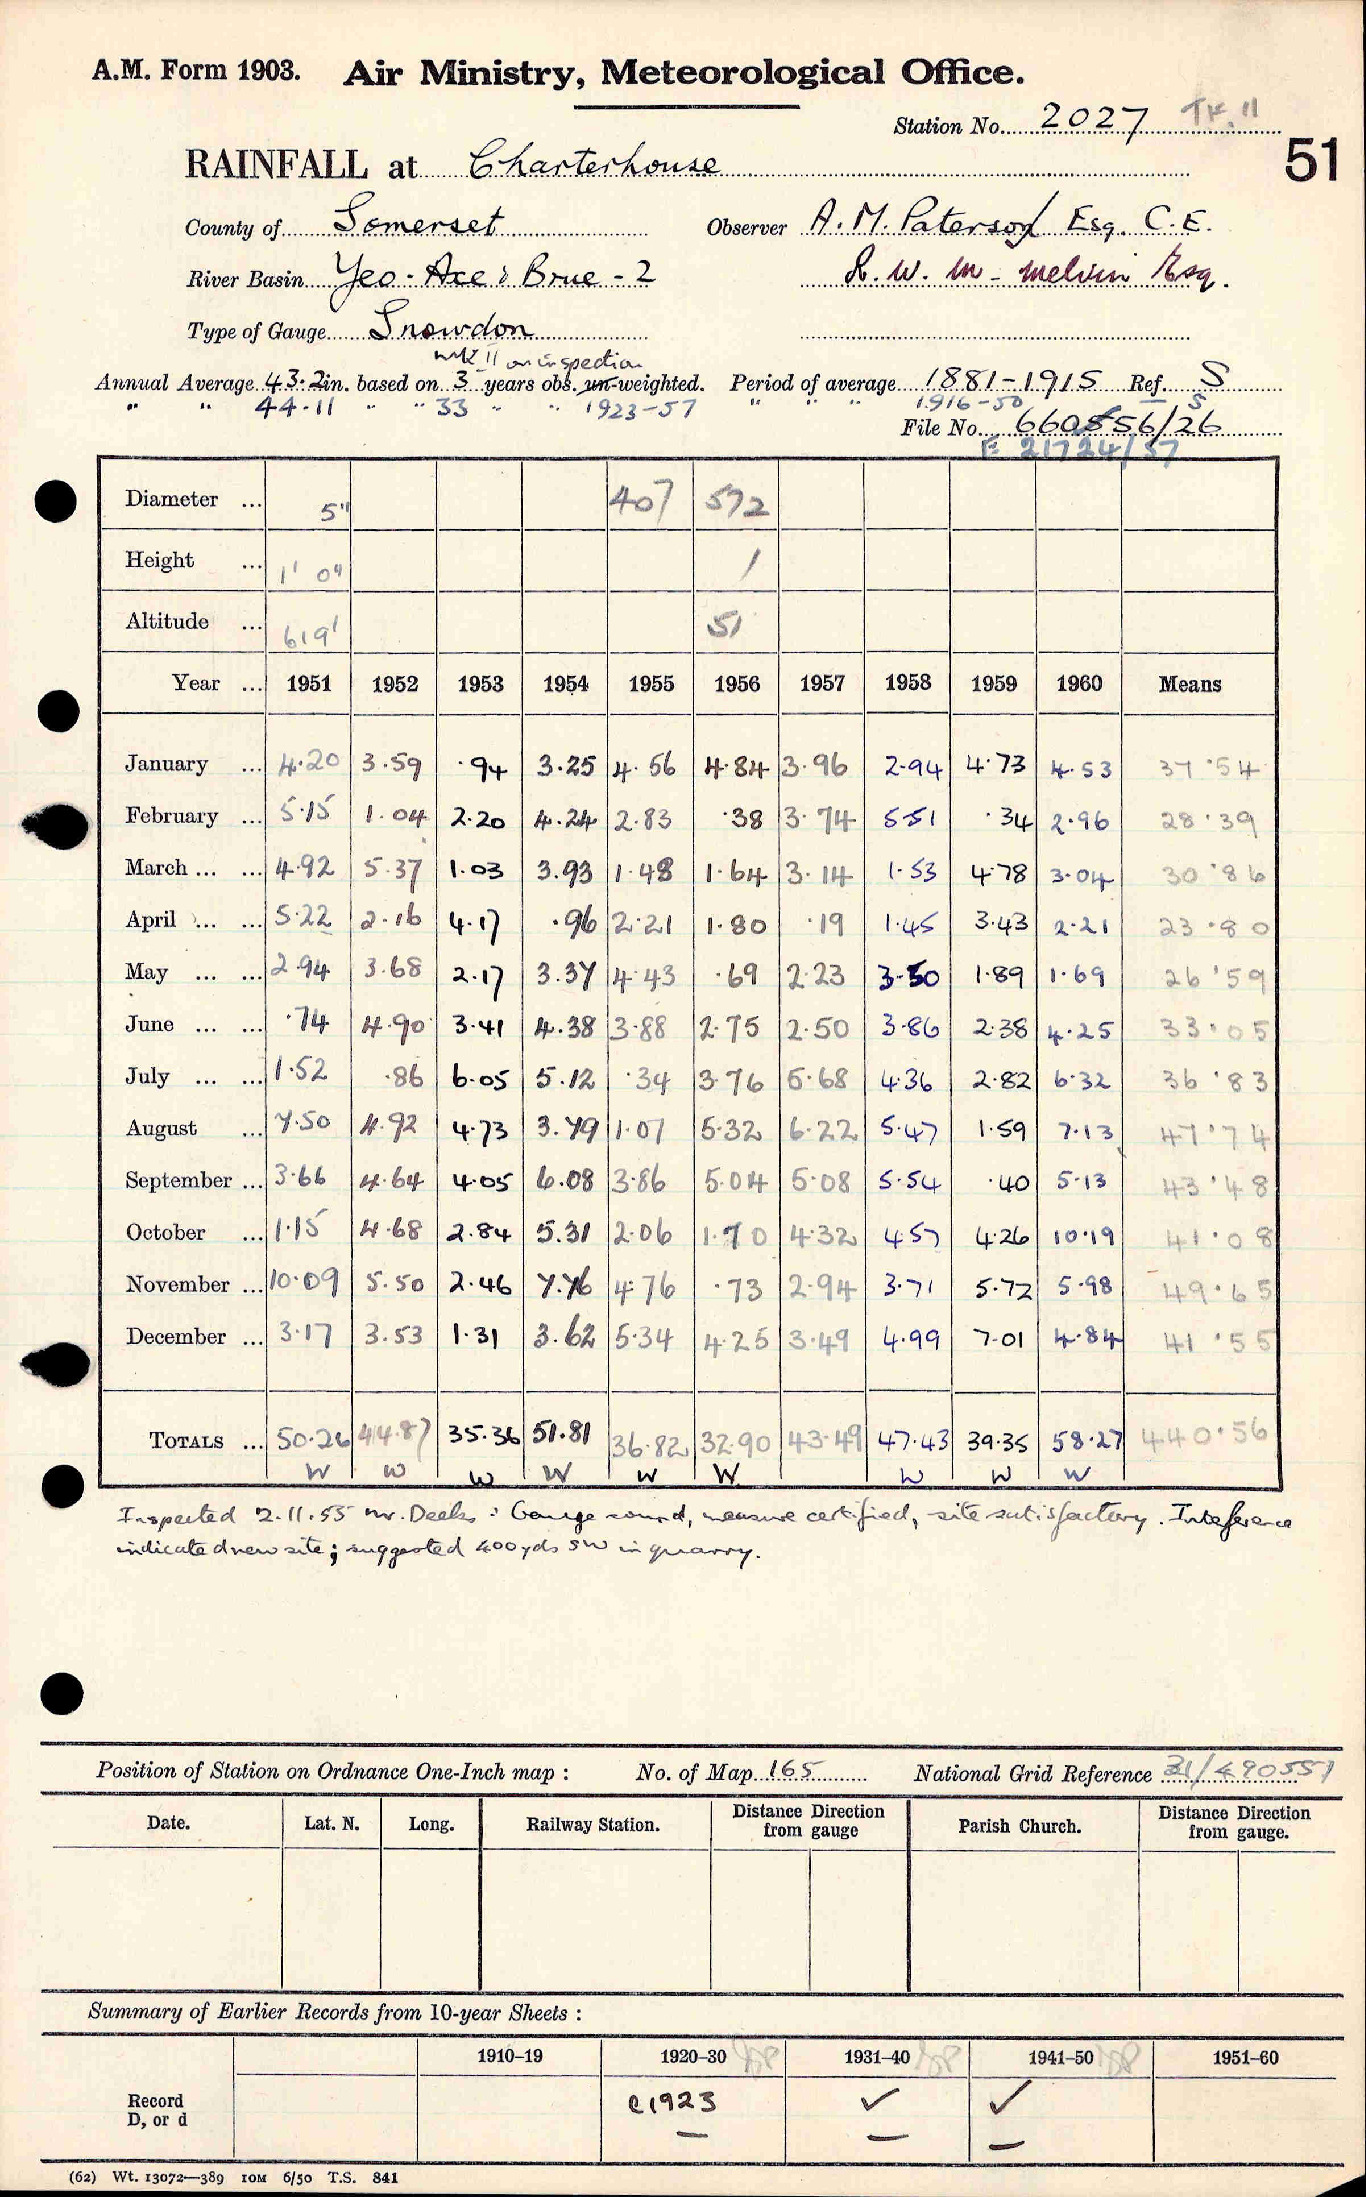 A.M. Form 1903. Air Ministry, Meteorological Office.
Station No. 2027
51
RAINFALL at Charterhouse
County of Somerset Observer A. M. Paterson Esq. C.E.
River Basin Yeo. Axe & Brue - 2 R. W. M. Melvin Esq.
Type of Gauge Snowdon
MK II on inspection
Annual Average 43.2in. based on 3 years obs. un-weighted. Period of average 1881-1915 Ref. S
" " 44.11 " " 33 " " 1923-57 " " " 1916-50 S
File No. 660556/26
E 21724/57
Diameter ... 5" 407 572
Height ... 1' 0" 1
Altitude ... 619' 51
Year ... 1951 1952 1953 1954 1955 1956 1957 1958 1959 1960 Means
January ... 4.20 3.59 .94 3.25 4.56 4.84 3.96 2.94 4.73 4.53 37.54
February ... 5.15 1.04 2.20 4.24 2.83 .38 3.74 5.51 .34 2.96 28.39
March ... ... 4.92 5.37 1.03 3.93 1.48 1.64 3.14 1.53 4.78 3.04 30.86
April ... ... 5.22 2.16 4.17 .96 2.21 1.80 .19 1.45 3.43 2.21 23.80
May ... ... 2.94 3.68 2.17 3.37 4.43 .69 2.23 3.50 1.89 1.69 26.59
June ... ... .74 4.90 3.41 4.38 3.88 2.75 2.50 3.86 2.38 4.25 33.05
July ... ... 1.52 .86 6.05 5.12 .34 3.76 5.68 4.36 2.82 6.32 36.83
August ... 7.50 4.92 4.73 3.79 1.07 5.32 6.22 5.47 1.59 7.13 47.74
September ... 3.66 4.64 4.05 6.08 3.86 5.04 5.08 5.54 .40 5.13 43.48
October ... 1.15 4.68 2.84 5.31 2.06 1.70 4.32 4.57 4.26 10.19 41.08
November ... 10.09 5.50 2.46 7.76 4.76 .73 2.94 3.71 5.72 5.98 49.65
December ... 3.17 3.53 1.31 3.62 5.34 4.25 3.49 4.99 7.01 4.84 41.55
TOTALS ... 50.26 44.87 35.36 51.81 36.82 32.90 43.49 47.43 39.35 58.27 440.56
W W W W W W W W W
Inspected 2.11.55 Mr. Deeks: Gauge sound, measure certified, site satisfactory. Inteference
indicated new site; suggested 400yds SW in quarry.
Position of Station on Ordnance One-Inch map : No. of Map 165 National Grid Reference 31/490557
Date. Lat. N. Long. Railway Station. Distance Direction from gauge Parish Church. Distance Direction from gauge.
Summary of Earlier Records from 10-year Sheets :
1910-19 1920-30 1931-40 1941-50 1951-60
Record D, or d c1923 ✓ ✓
(62) Wt. 13072—389 10M 6/50 T.S. 841